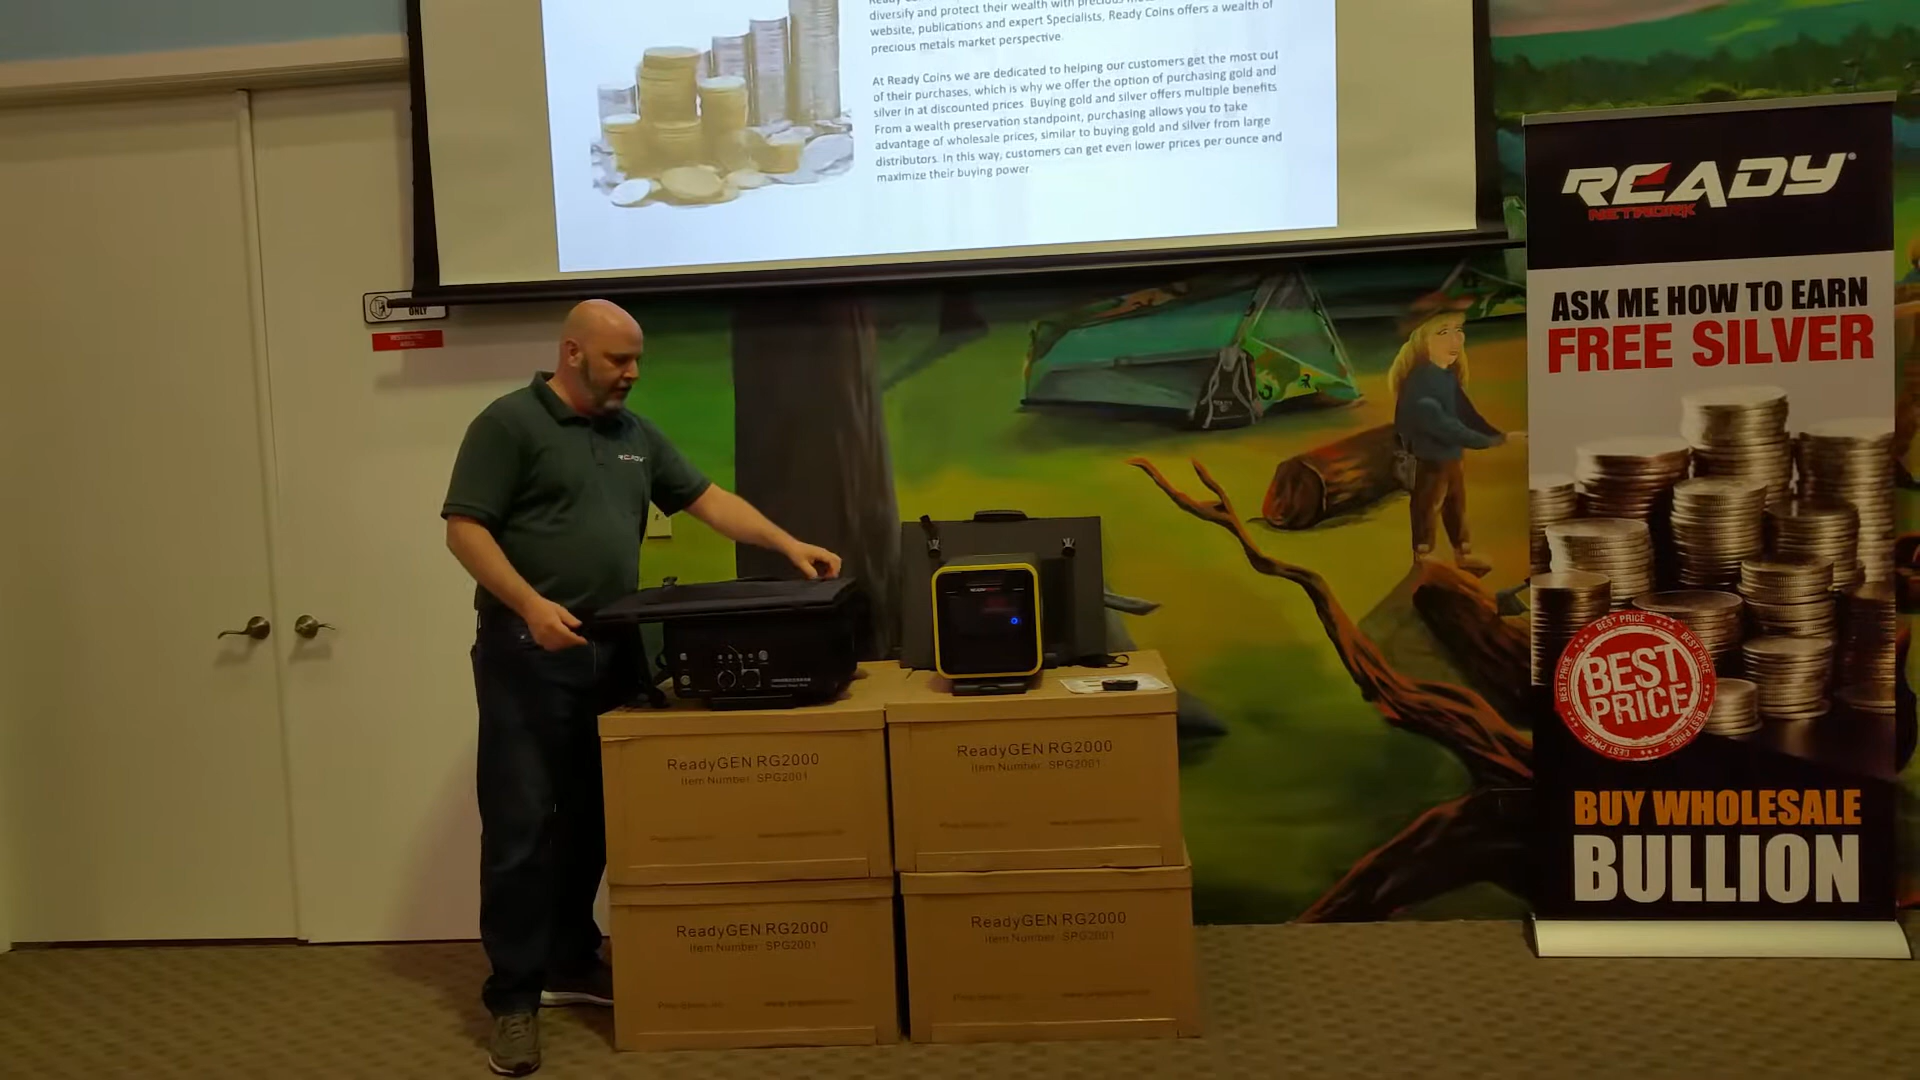 diversify and protect their wealth with
website, publications and expert Specialists, Ready Coins offers a wealth of
precious metals market perspective.
At Ready Coins we are dedicated to helping our customers get the most out
of their purchases, which is why we offer the option of purchasing gold and
silver in at discounted prices. Buying gold and silver offers multiple benefits
From a wealth preservation standpoint, purchasing allows you to take
advantage of wholesale prices, similar to buying gold and silver from large
distributors. In this way, customers can get even lower prices per ounce and
maximize their buying power
ONLY
READY
READY®
NETWORK
ASK ME HOW TO EARN
FREE SILVER
BEST PRICE
BEST
PRICE
BUY WHOLESALE
BULLION
ReadyGEN RG2000
Item Number: SPG2001
ReadyGEN RG2000
Item Number: SPG2001
ReadyGEN RG2000
Item Number: SPG2001
ReadyGEN RG2000
Item Number: SPG2001